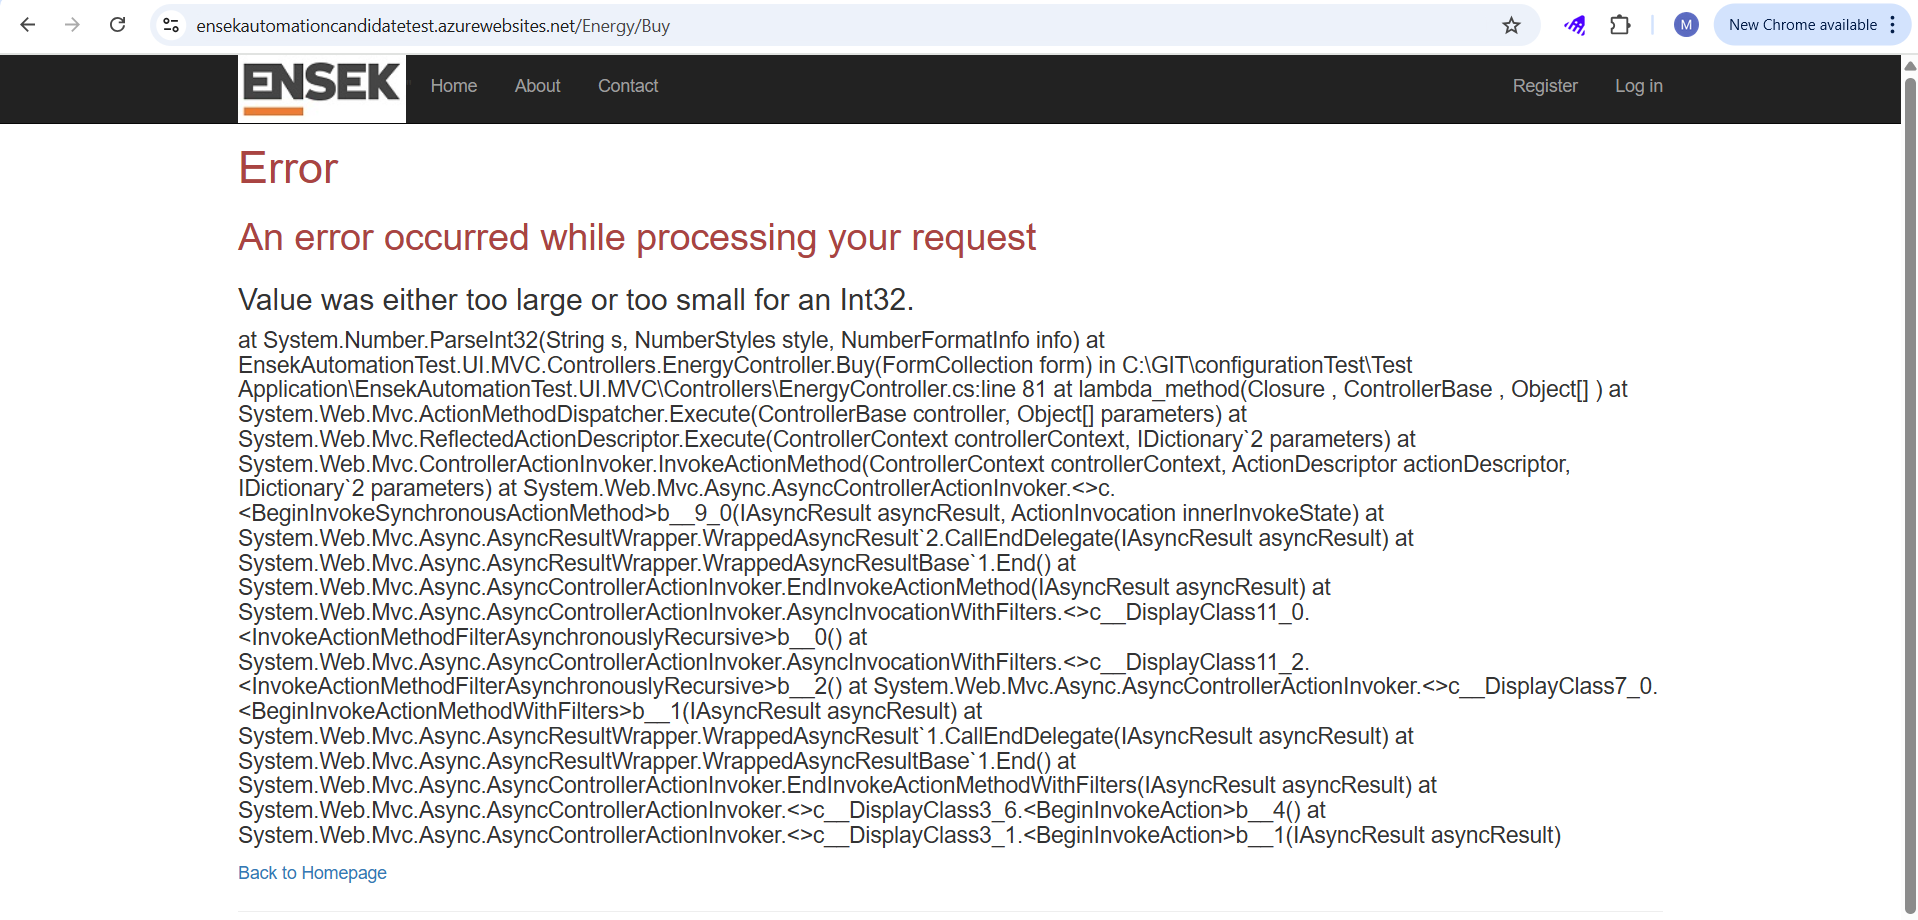 ensekautomationcandidatetest.azurewebsites.net/Energy/Buy
M
New Chrome available
ENSEK
Home
About
Contact
Register
Log in
Error
An error occurred while processing your request
Value was either too large or too small for an Int32.
at System.Number.ParseInt32(String s, NumberStyles style, NumberFormatInfo info) at
EnsekAutomationTest.UI.MVC.Controllers.EnergyController.Buy(FormCollection form) in C:\GIT\configurationTest\Test
Application\EnsekAutomationTest.UI.MVC\Controllers\EnergyController.cs:line 81 at lambda_method(Closure , ControllerBase , Object[] ) at
System.Web.Mvc.ActionMethodDispatcher.Execute(ControllerBase controller, Object[] parameters) at
System.Web.Mvc.ReflectedActionDescriptor.Execute(ControllerContext controllerContext, IDictionary`2 parameters) at
System.Web.Mvc.ControllerActionInvoker.InvokeActionMethod(ControllerContext controllerContext, ActionDescriptor actionDescriptor,
IDictionary`2 parameters) at System.Web.Mvc.Async.AsyncControllerActionInvoker.<>c.
<BeginInvokeSynchronousActionMethod>b__9_0(IAsyncResult asyncResult, ActionInvocation innerInvokeState) at
System.Web.Mvc.Async.AsyncResultWrapper.WrappedAsyncResult`2.CallEndDelegate(IAsyncResult asyncResult) at
System.Web.Mvc.Async.AsyncResultWrapper.WrappedAsyncResultBase`1.End() at
System.Web.Mvc.Async.AsyncControllerActionInvoker.EndInvokeActionMethod(IAsyncResult asyncResult) at
System.Web.Mvc.Async.AsyncControllerActionInvoker.AsyncInvocationWithFilters.<>c__DisplayClass11_0.
<InvokeActionMethodFilterAsynchronouslyRecursive>b__0() at
System.Web.Mvc.Async.AsyncControllerActionInvoker.AsyncInvocationWithFilters.<>c__DisplayClass11_2.
<InvokeActionMethodFilterAsynchronouslyRecursive>b__2() at System.Web.Mvc.Async.AsyncControllerActionInvoker.<>c__DisplayClass7_0.
<BeginInvokeActionMethodWithFilters>b__1(IAsyncResult asyncResult) at
System.Web.Mvc.Async.AsyncResultWrapper.WrappedAsyncResult`1.CallEndDelegate(IAsyncResult asyncResult) at
System.Web.Mvc.Async.AsyncResultWrapper.WrappedAsyncResultBase`1.End() at
System.Web.Mvc.Async.AsyncControllerActionInvoker.EndInvokeActionMethodWithFilters(IAsyncResult asyncResult) at
System.Web.Mvc.Async.AsyncControllerActionInvoker.<>c__DisplayClass3_6.<BeginInvokeAction>b__4() at
System.Web.Mvc.Async.AsyncControllerActionInvoker.<>c__DisplayClass3_1.<BeginInvokeAction>b__1(IAsyncResult asyncResult)
Back to Homepage